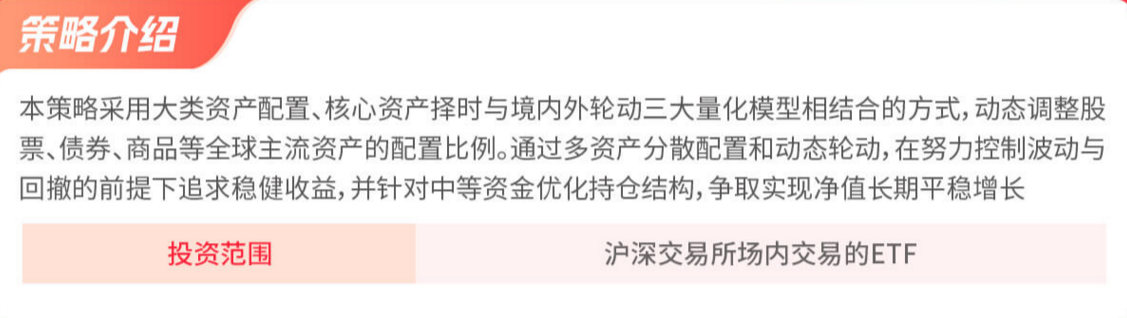 策略介绍
本策略采用大类资产配置、核心资产择时与境内外轮动三大量化模型相结合的方式，动态调整股
票、债券、商品等全球主流资产的配置比例。通过多资产分散配置和动态轮动，在努力控制波动与
回撤的前提下追求稳健收益，并针对中等资金优化持仓结构，争取实现净值长期平稳增长
投资范围 沪深交易所场内交易的ETF